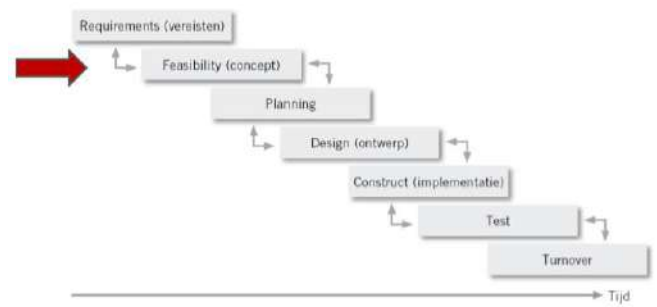 Requirements (vereisten)
Feasibility (concept)
Planning
Design (ontwerp)
Construct (implementatie)
Test
Turnover
Tijd